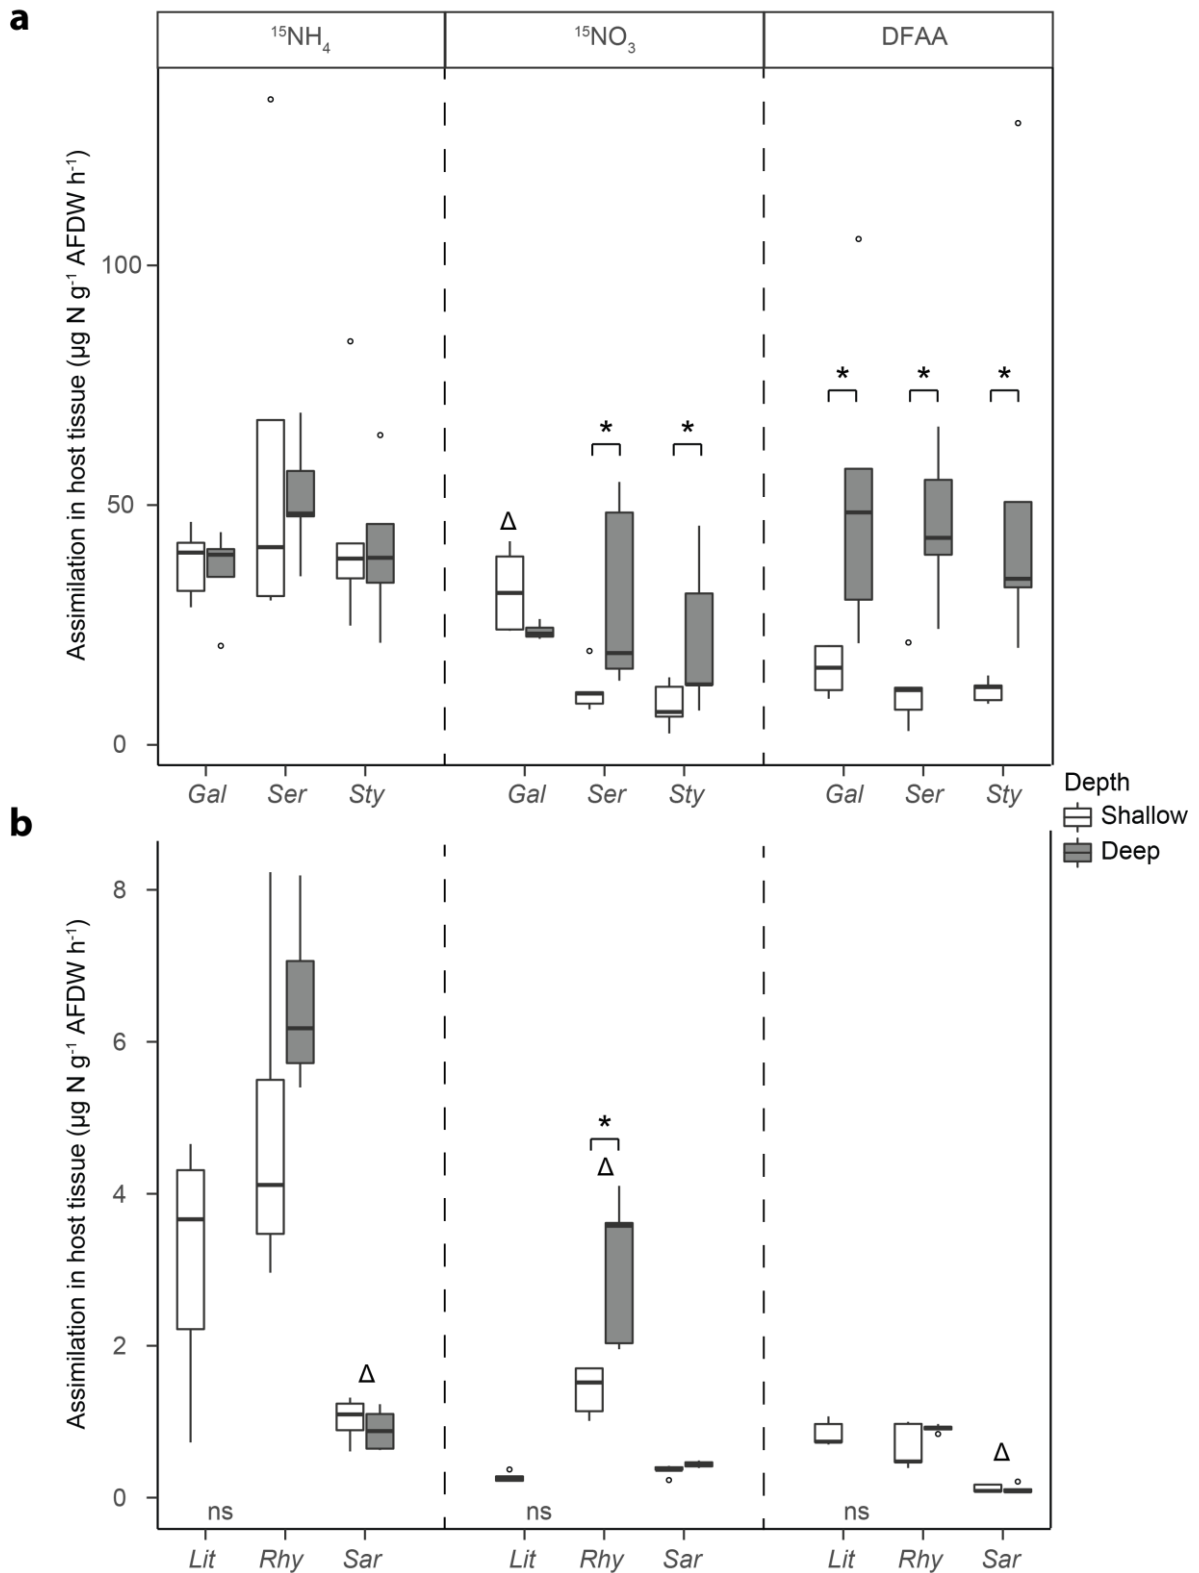 a
¹⁵NH₄ ¹⁵NO₃ DFAA
Assimilation in host tissue (µg N g⁻¹ AFDW h⁻¹)
100
50
0
* * * * *
Δ
Gal Ser Sty Gal Ser Sty Gal Ser Sty
Depth
Shallow
Deep
b
Assimilation in host tissue (µg N g⁻¹ AFDW h⁻¹)
8
6
4
2
0
*
Δ
Δ
Δ
ns ns ns
Lit Rhy Sar Lit Rhy Sar Lit Rhy Sar